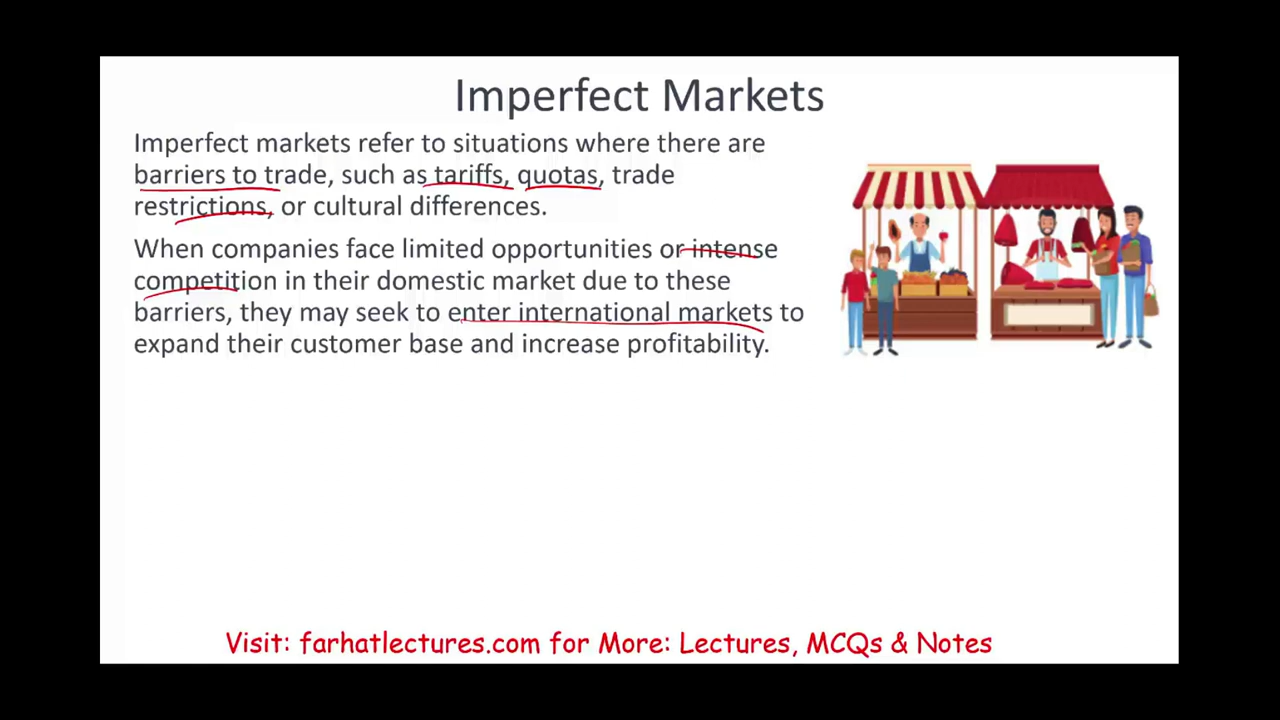 Imperfect Markets
Imperfect markets refer to situations where there are
barriers to trade, such as tariffs, quotas, trade
restrictions, or cultural differences.
When companies face limited opportunities or intense
competition in their domestic market due to these
barriers, they may seek to enter international markets to
expand their customer base and increase profitability.
Visit: farhatlectures.com for More: Lectures, MCQs & Notes